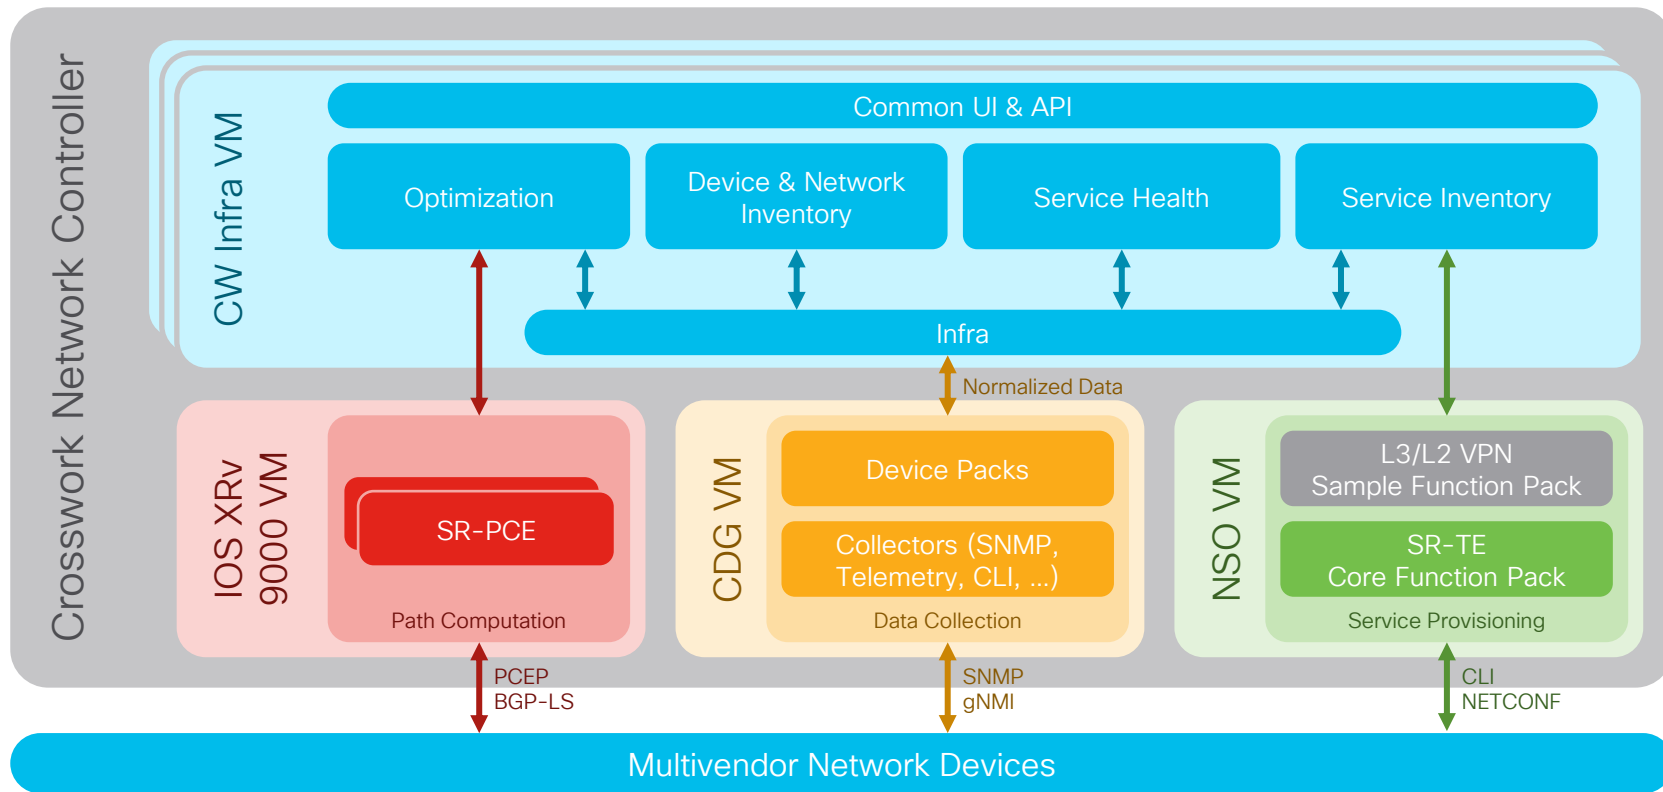 Crosswork Network Controller
CW Infra VM
Common UI & API
Optimization
Device & Network
Inventory
Service Health
Service Inventory
Infra
Normalized Data
IOS XRv
9000 VM
SR-PCE
Path Computation
CDG VM
Device Packs
Collectors (SNMP,
Telemetry, CLI, ...)
Data Collection
NSO VM
L3/L2 VPN
Sample Function Pack
SR-TE
Core Function Pack
Service Provisioning
PCEP
BGP-LS
SNMP
gNMI
CLI
NETCONF
Multivendor Network Devices